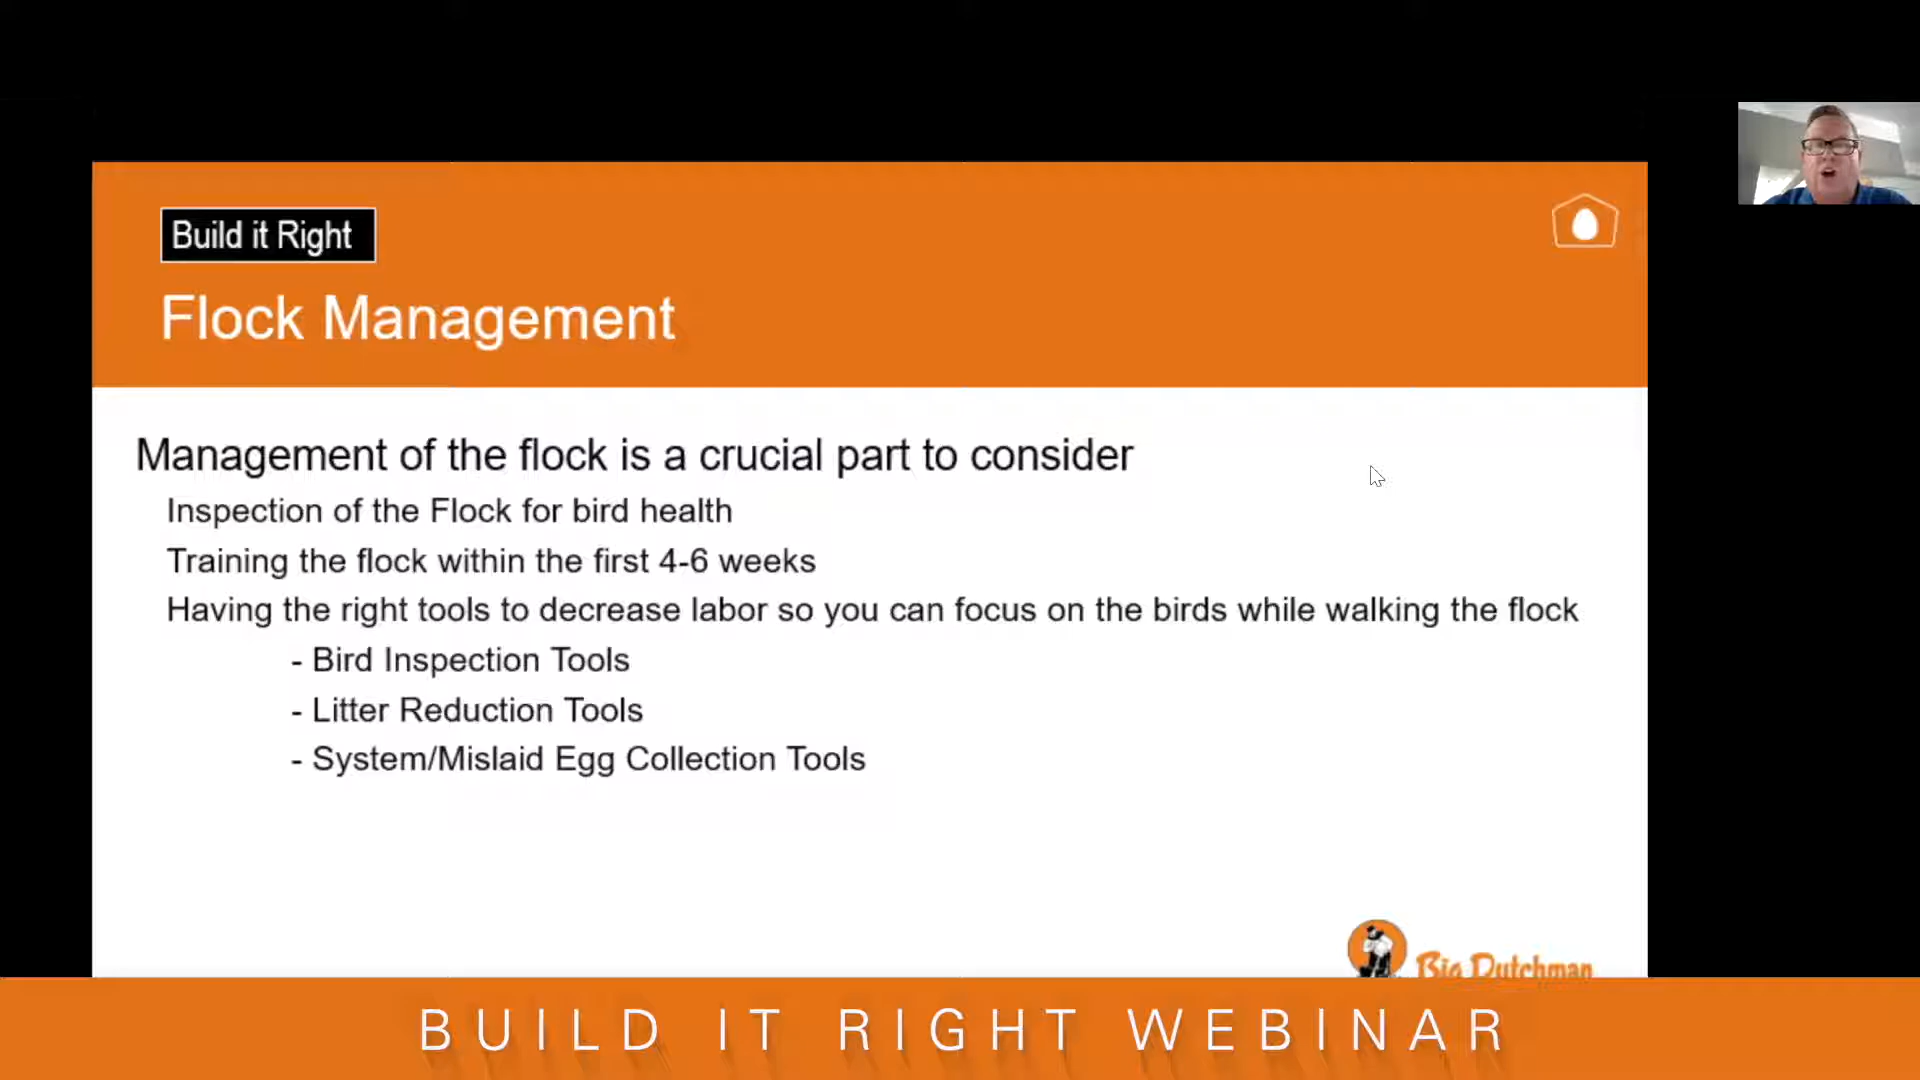 Build it Right
Flock Management
Management of the flock is a crucial part to consider
Inspection of the Flock for bird health
Training the flock within the first 4-6 weeks
Having the right tools to decrease labor so you can focus on the birds while walking the flock
- Bird Inspection Tools
- Litter Reduction Tools
- System/Mislaid Egg Collection Tools
Big Dutchman
BUILD IT RIGHT WEBINAR